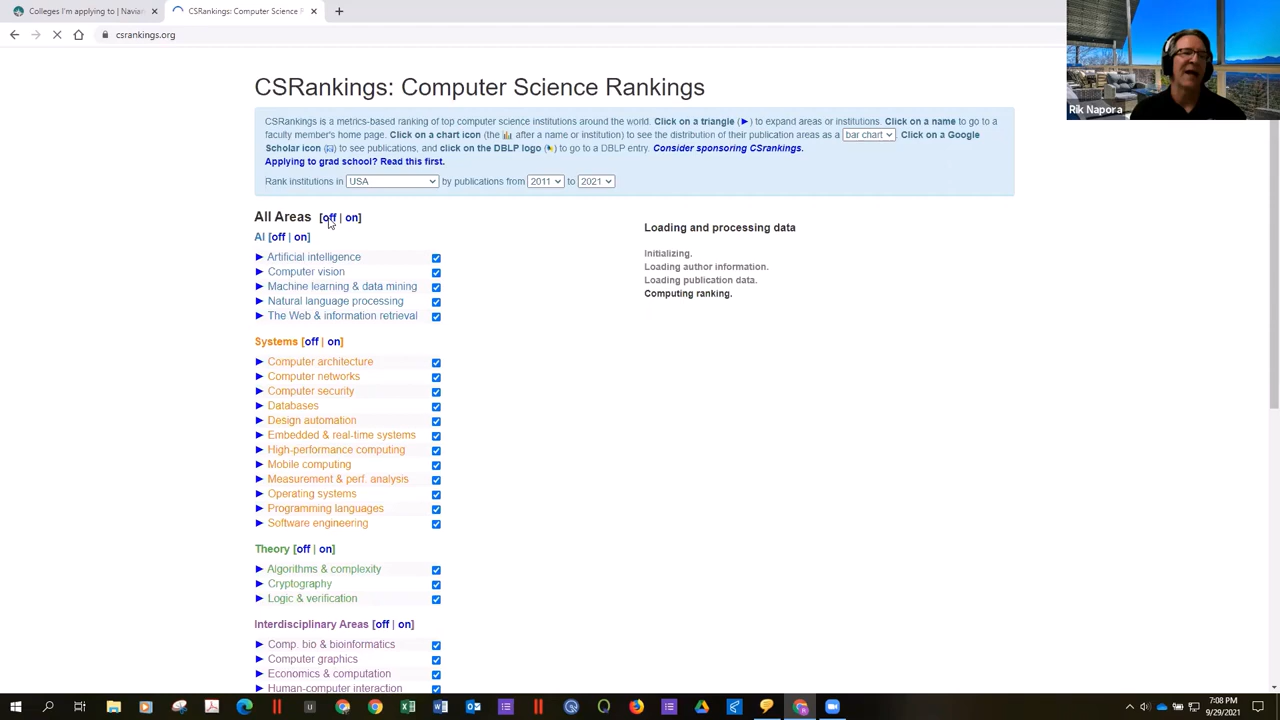 Colleges I'm applying to | Navian
CSRankings: Computer Science R
csrankings.org
Rik Napora
CSRankings: Computer Science Rankings
CSRankings is a metrics-based ranking of top computer science institutions around the world. Click on a triangle (►) to expand areas or institutions. Click on a name to go to a
faculty member's home page. Click on a chart icon (the after a name or institution) to see the distribution of their publication areas as a bar chart. Click on a Google
Scholar icon () to see publications, and click on the DBLP logo () to go to a DBLP entry. Consider sponsoring CSrankings.
Applying to grad school? Read this first.
Rank institutions in USA by publications from 2011 to 2021
All Areas [off | on]
AI [off | on]
► Artificial intelligence
► Computer vision
► Machine learning & data mining
► Natural language processing
► The Web & information retrieval
Systems [off | on]
► Computer architecture
► Computer networks
► Computer security
► Databases
► Design automation
► Embedded & real-time systems
► High-performance computing
► Mobile computing
► Measurement & perf. analysis
► Operating systems
► Programming languages
► Software engineering
Theory [off | on]
► Algorithms & complexity
► Cryptography
► Logic & verification
Interdisciplinary Areas [off | on]
► Comp. bio & bioinformatics
► Computer graphics
► Economics & computation
► Human-computer interaction
Loading and processing data
Initializing.
Loading author information.
Loading publication data.
Computing ranking.
7:08 PM
9/29/2021